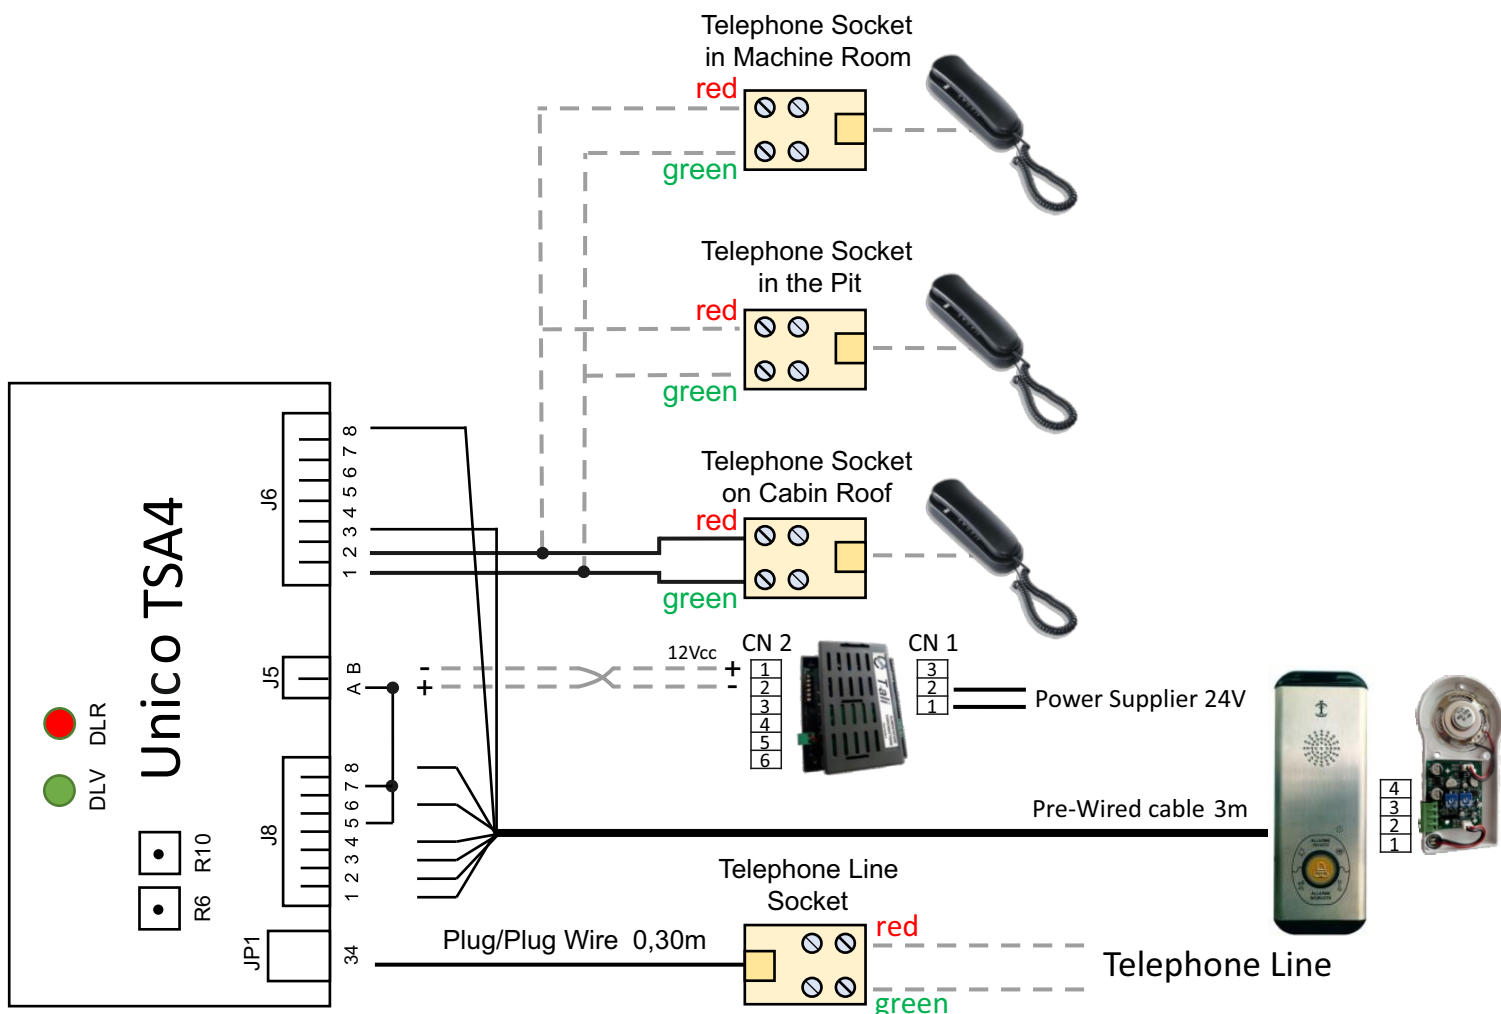 Telephone Socket
in Machine Room
red
green
Telephone Socket
in the Pit
red
green
Telephone Socket
on Cabin Roof
red
green
Unico TSA4
J6
8
7
6
5
4
3
2
1
J5
B
A
-
+
12Vcc
+
-
CN 2
1
2
3
4
5
6
Tali
CN 1
3
2
1
Power Supplier 24V
DLR
DLV
J8
8
7
6
5
4
3
2
1
R10
R6
Pre-Wired cable 3m
4
3
2
1
JP1
34
Plug/Plug Wire 0,30m
Telephone Line
Socket
red
green
Telephone Line